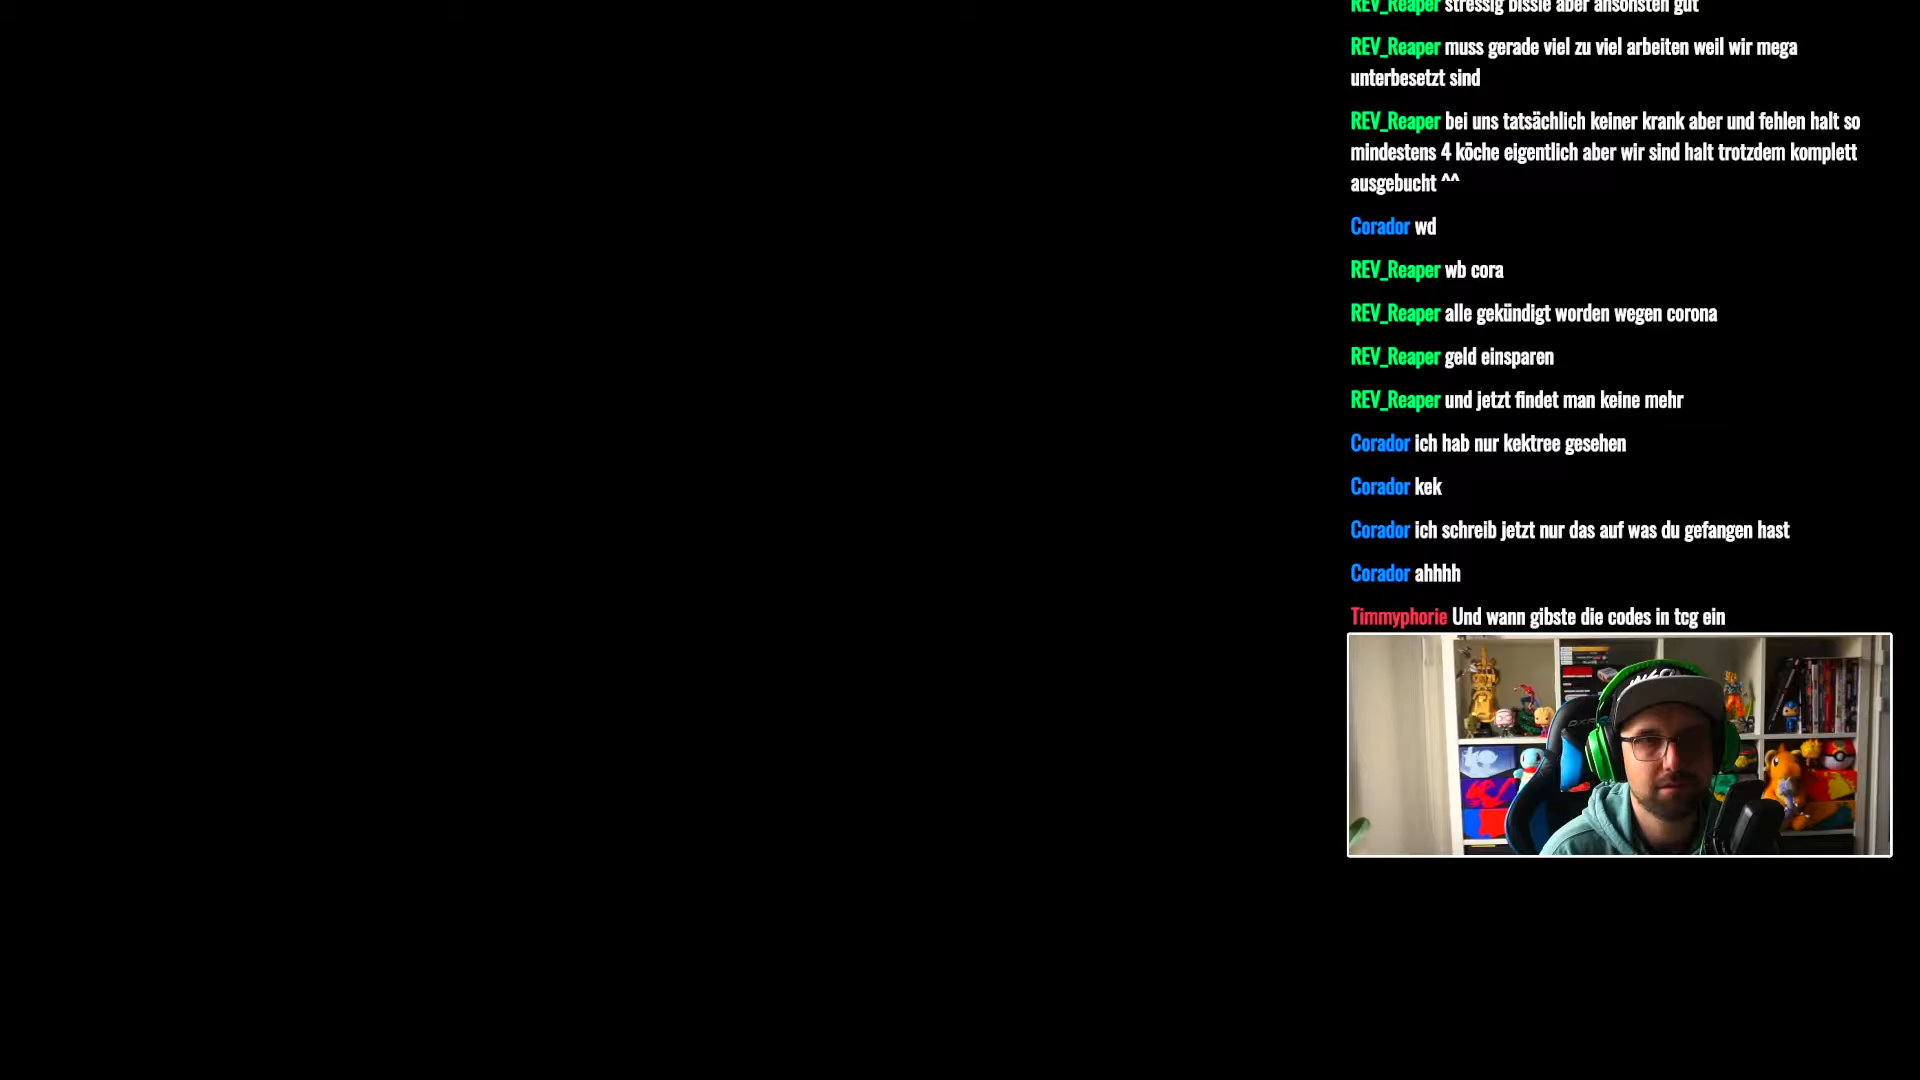 REV_Reaper stressig bissle aber ansonsten gut
REV_Reaper muss gerade viel zu viel arbeiten weil wir mega
unterbesetzt sind
REV_Reaper bei uns tatsächlich keiner krank aber und fehlen halt so
mindestens 4 köche eigentlich aber wir sind halt trotzdem komplett
ausgebucht ^^
Corador wd
REV_Reaper wb cora
REV_Reaper alle gekündigt worden wegen corona
REV_Reaper geld einsparen
REV_Reaper und jetzt findet man keine mehr
Corador ich hab nur kektree gesehen
Corador kek
Corador ich schreib jetzt nur das auf was du gefangen hast
Corador ahhhh
Timmyphorie Und wann gibste die codes in tcg ein